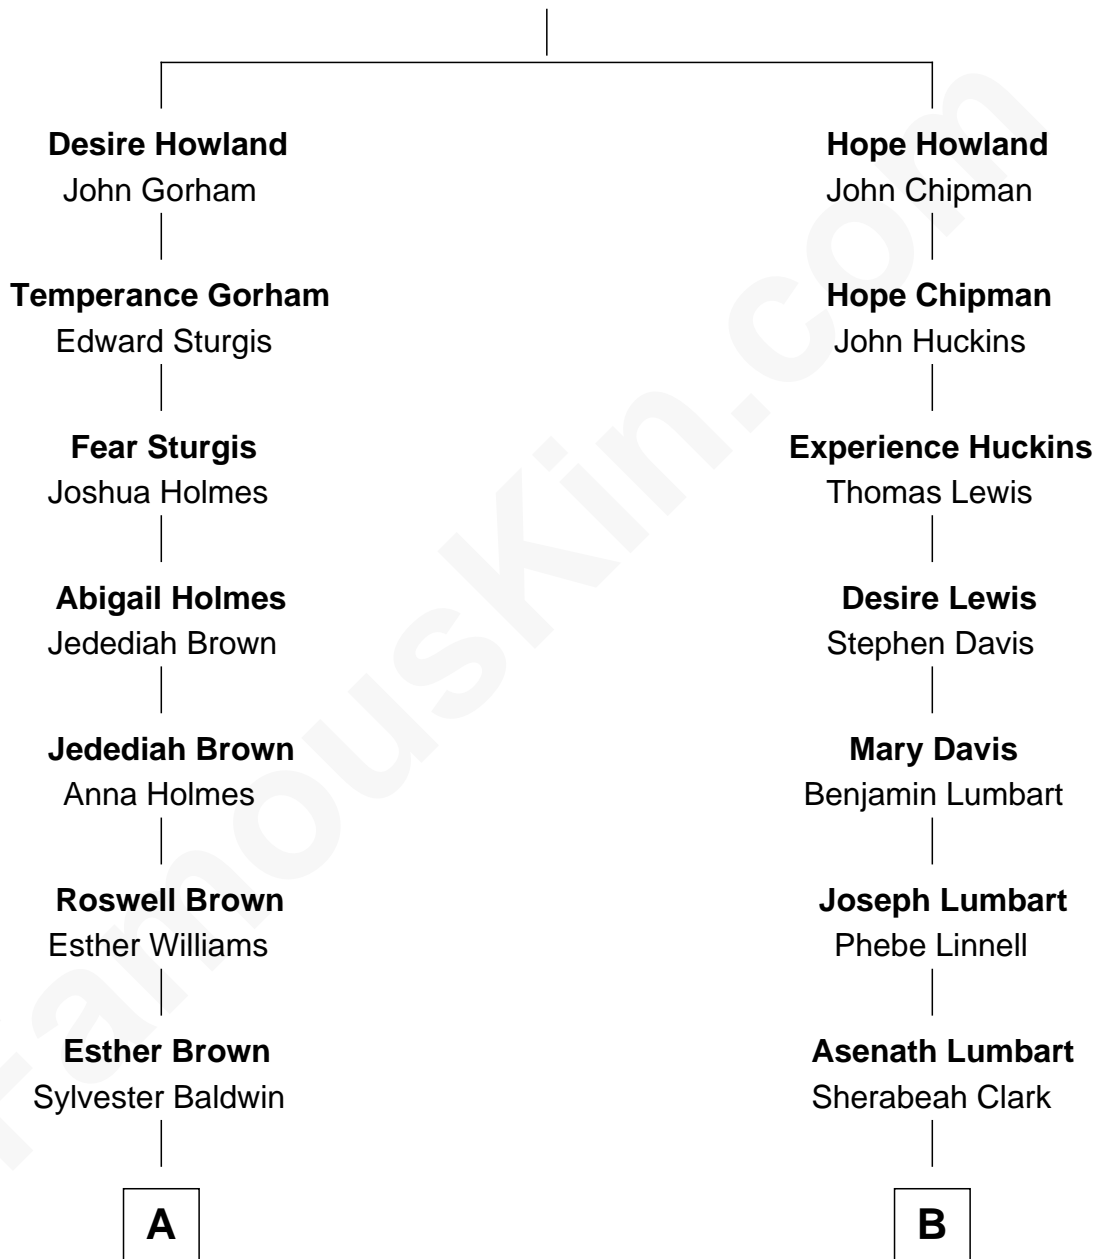 Desire Howland
John Gorham
Hope Howland
John Chipman
Temperance Gorham
Edward Sturgis
Hope Chipman
John Huckins
Fear Sturgis
Joshua Holmes
Experience Huckins
Thomas Lewis
Abigail Holmes
Jedediah Brown
Desire Lewis
Stephen Davis
Jedediah Brown
Anna Holmes
Mary Davis
Benjamin Lumbart
Roswell Brown
Esther Williams
Joseph Lumbart
Phebe Linnell
Esther Brown
Sylvester Baldwin
Asenath Lumbart
Sherabeah Clark
A
B
FamousKin.com